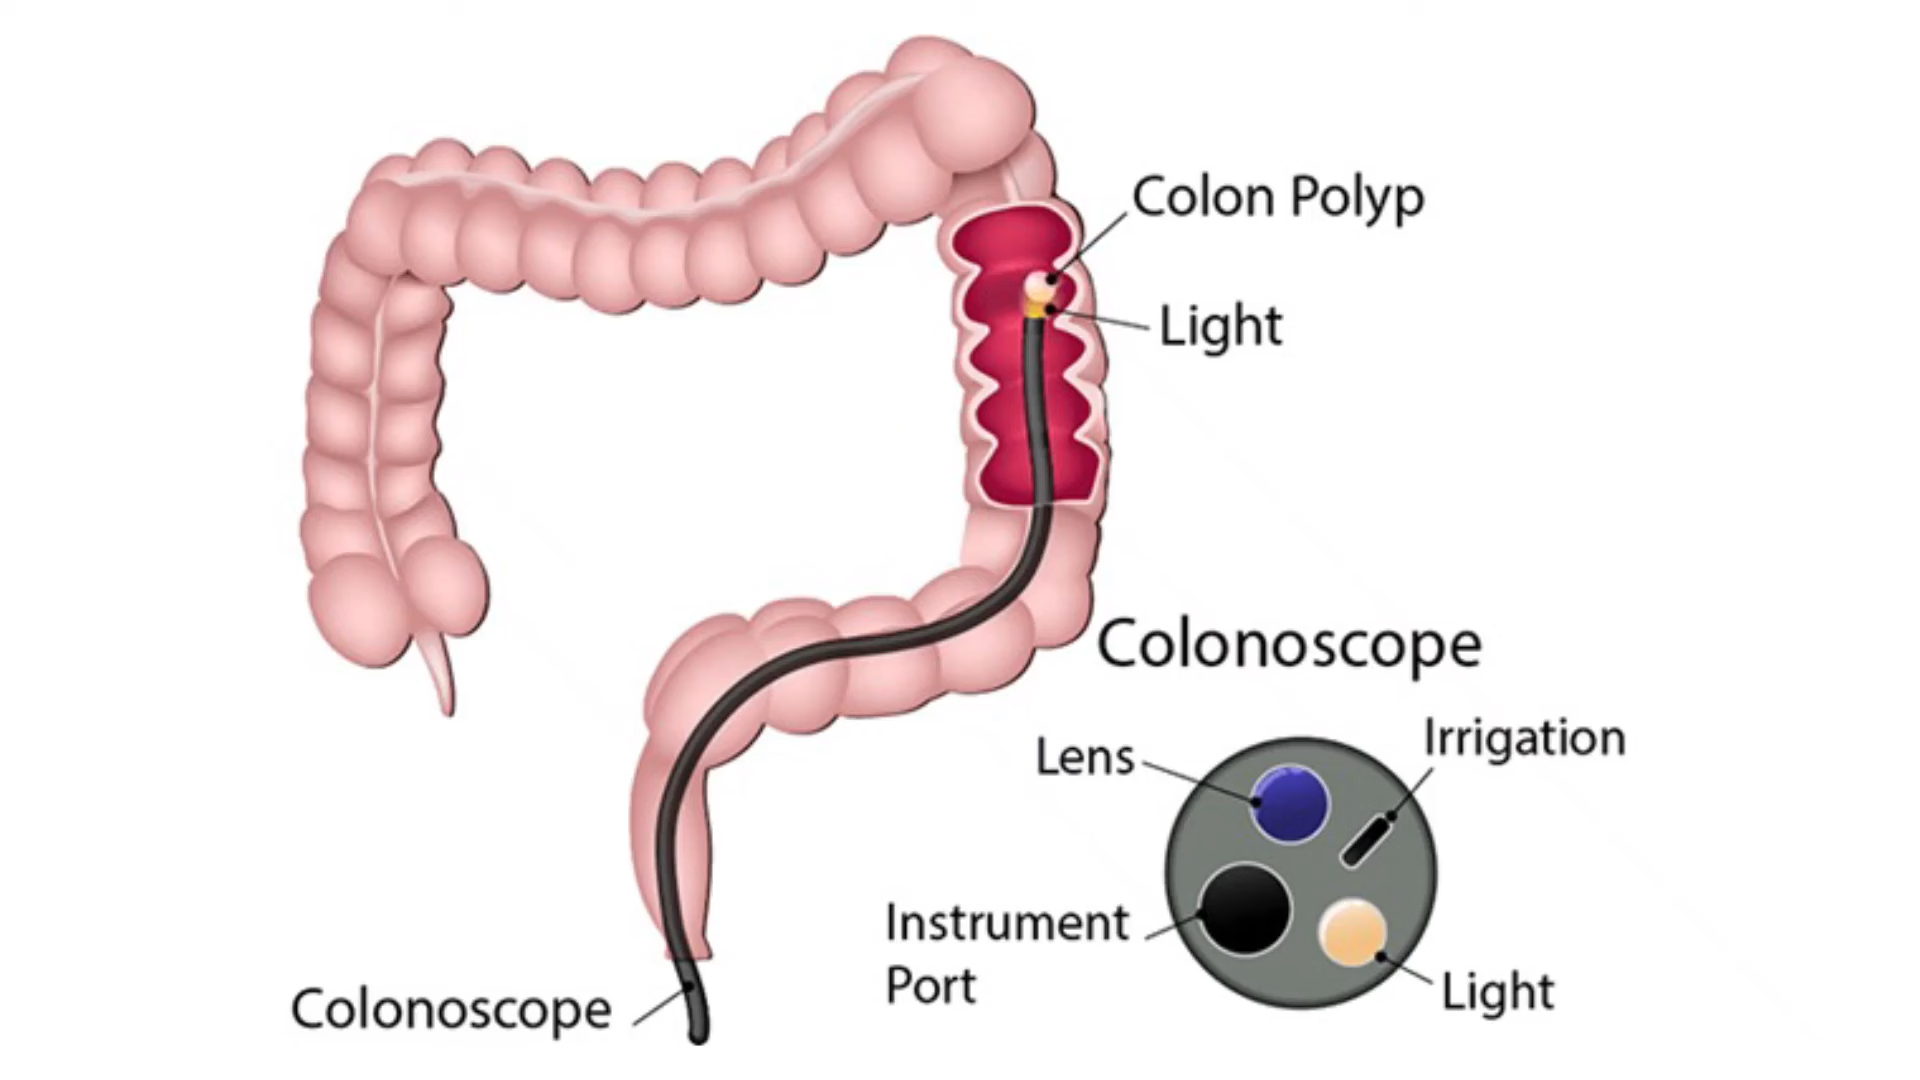 Colon Polyp
Light
Colonoscope
Lens
Irrigation
Instrument
Port
Light
Colonoscope